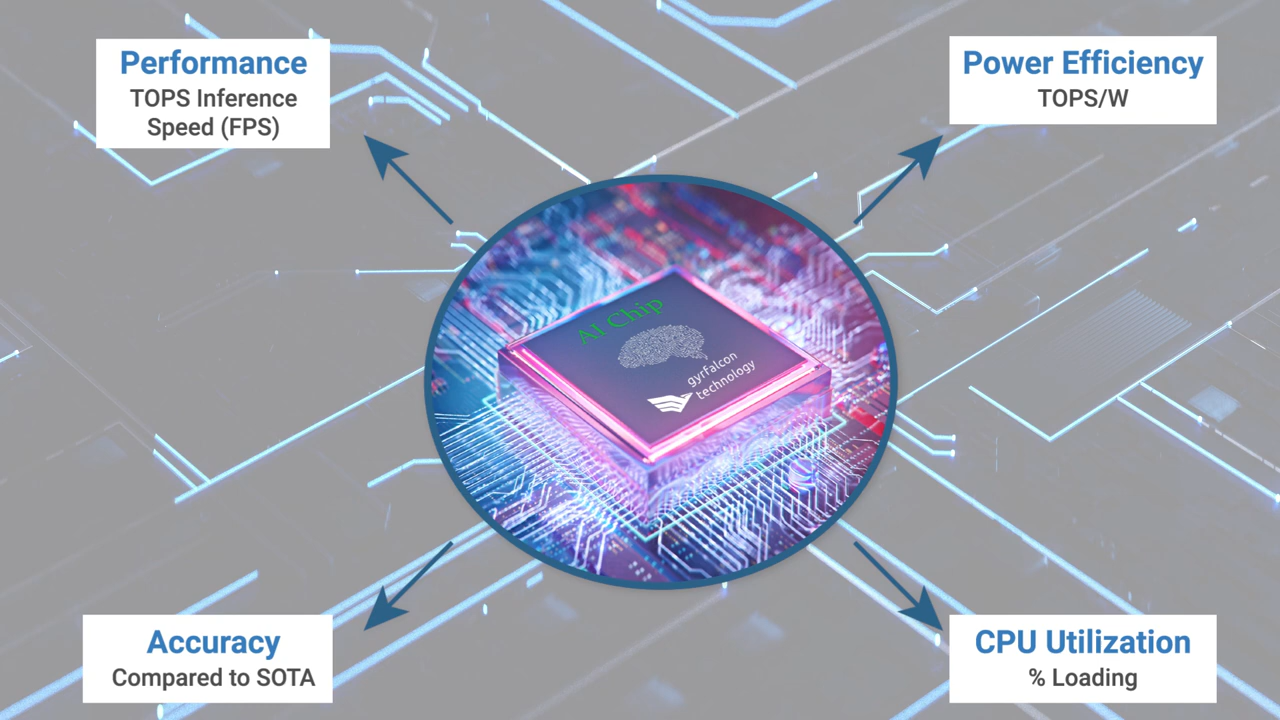 Performance
TOPS Inference
Speed (FPS)
Power Efficiency
TOPS/W
AI Chip
gyrfalcon
technology
Accuracy
Compared to SOTA
CPU Utilization
% Loading